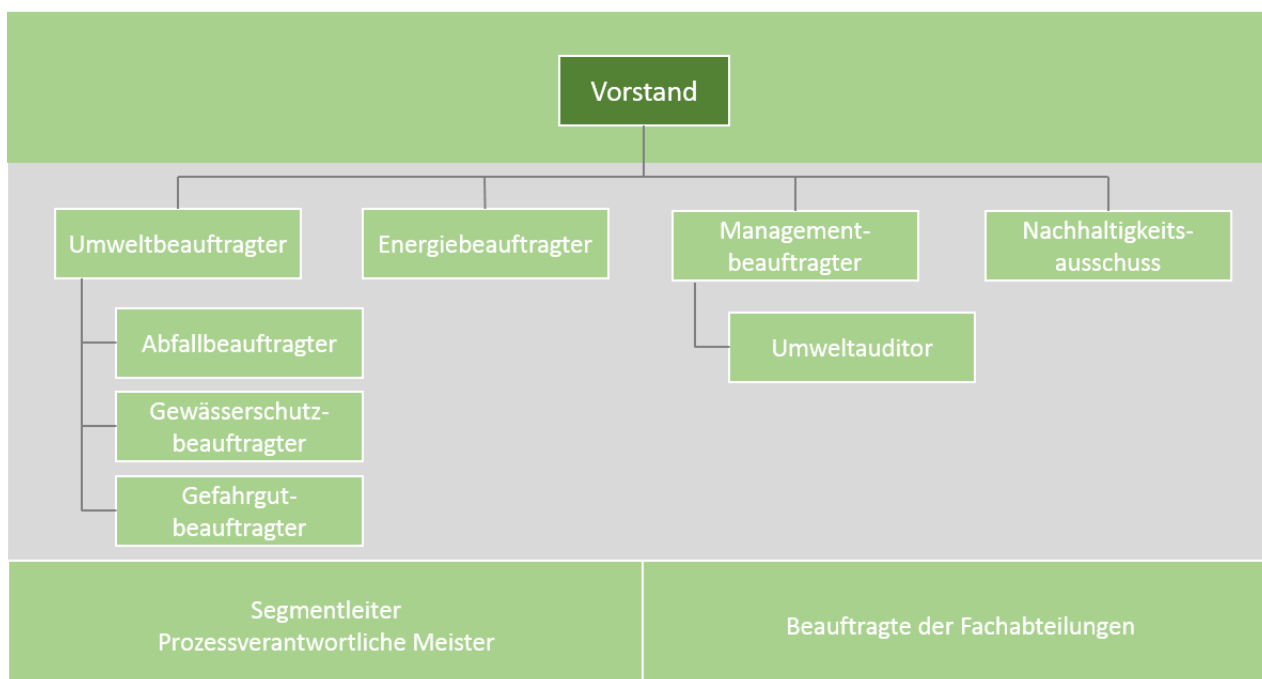 Vorstand
Umweltbeauftragter
Energiebeauftragter
Management-
beauftragter
Nachhaltigkeits-
ausschuss
Abfallbeauftragter
Umweltauditor
Gewässerschutz-
beauftragter
Gefahrgut-
beauftragter
Segmentleiter
Prozessverantwortliche Meister
Beauftragte der Fachabteilungen